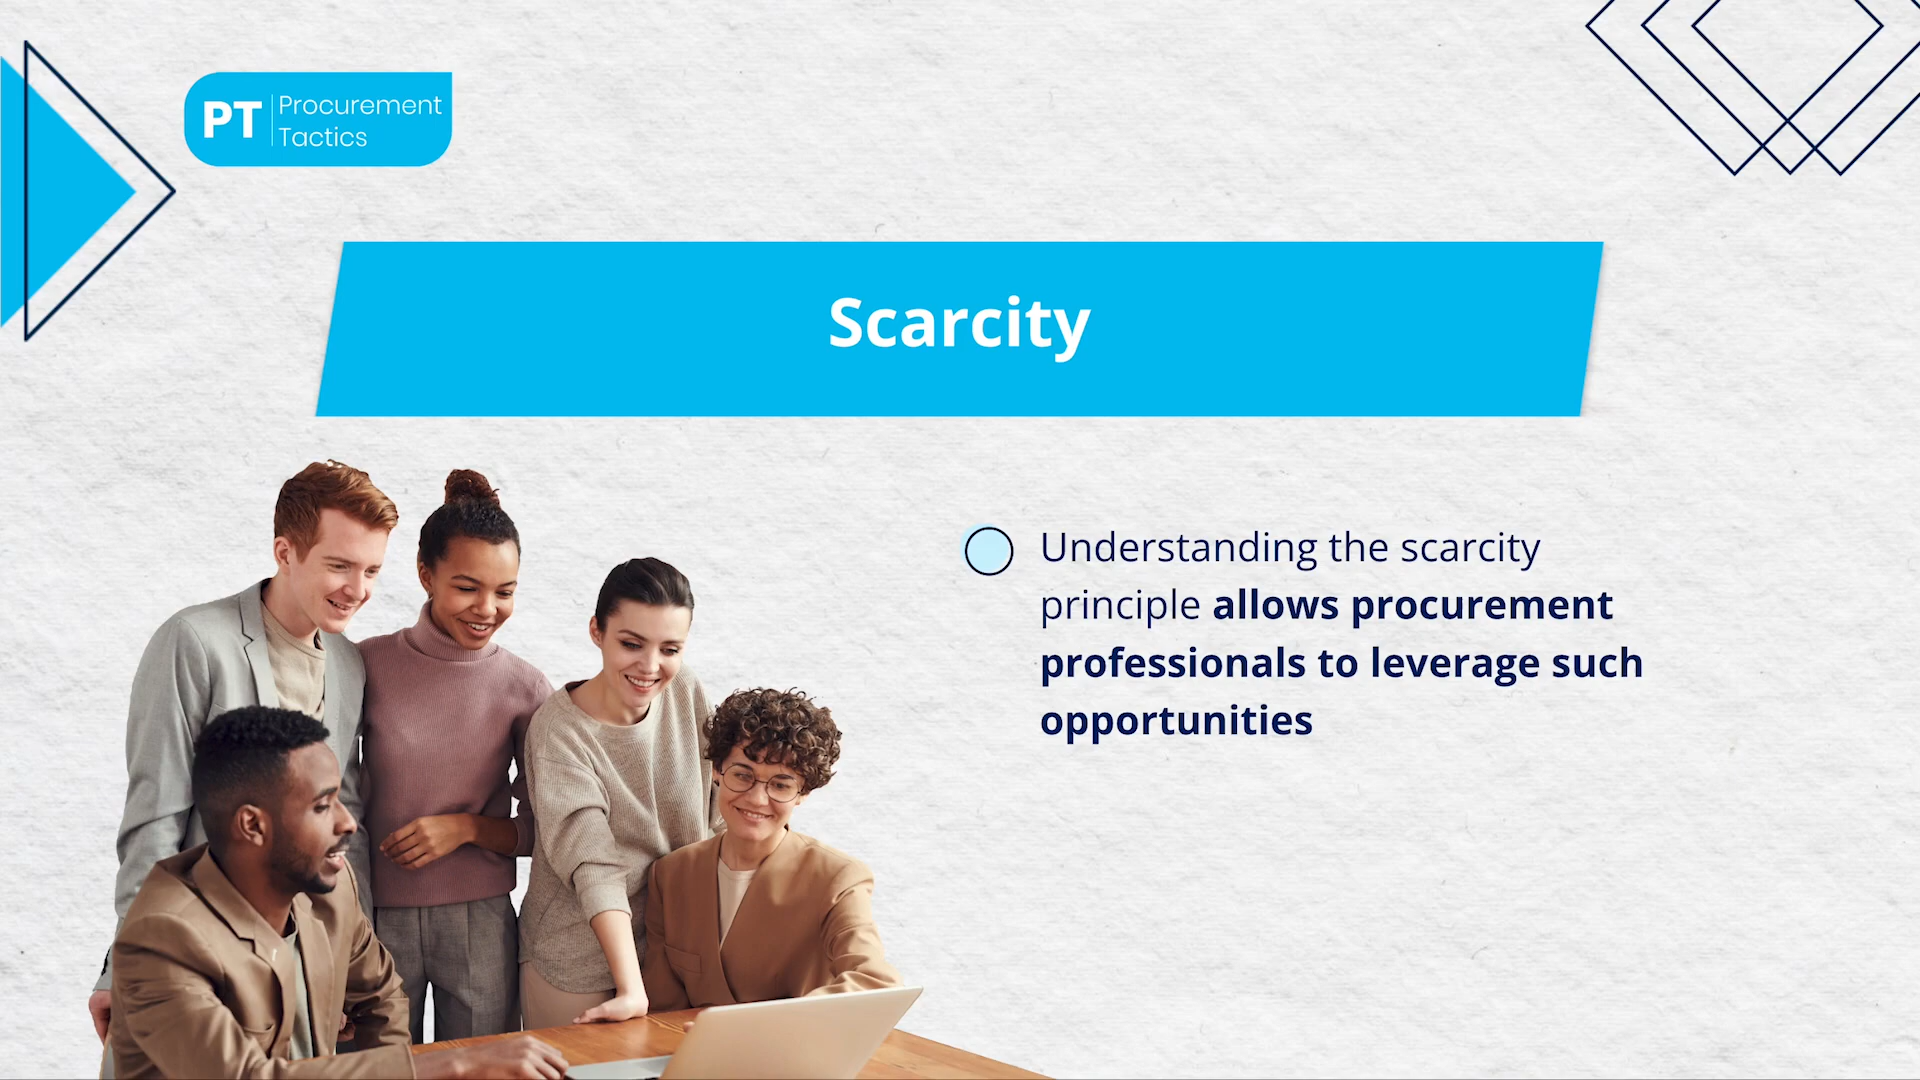 PT Procurement
Tactics
Scarcity
Understanding the scarcity
principle allows procurement
professionals to leverage such
opportunities